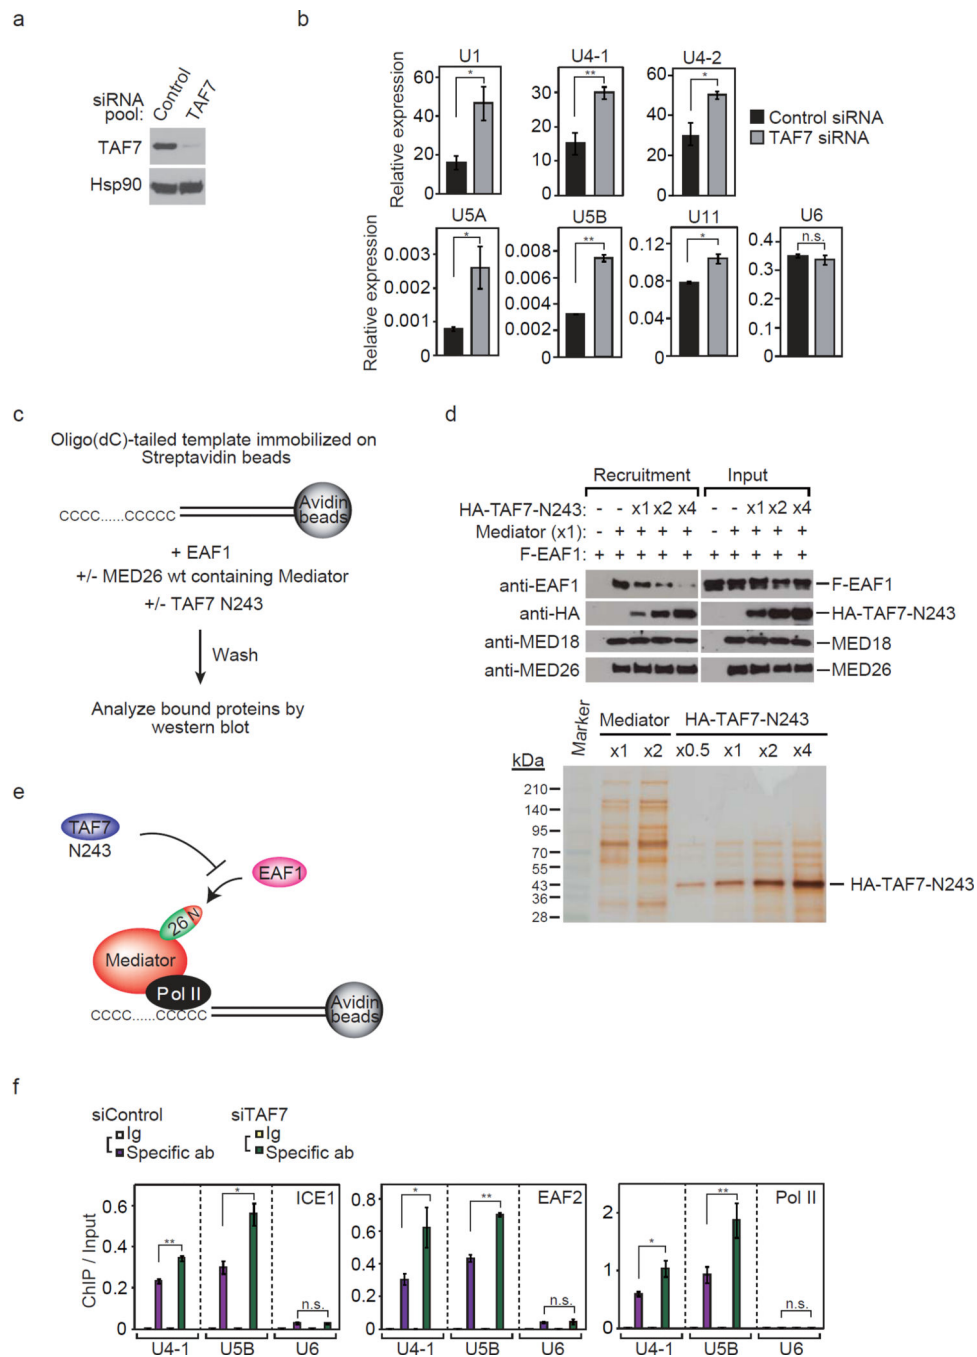 a
siRNA pool: Control TAF7
TAF7
Hsp90
b
U1 U4-1 U4-2
Relative expression
60 40 20 0
* 
30 20 10 0
**
60 40 20 0
*
Control siRNA
TAF7 siRNA
U5A U5B U11 U6
Relative expression
0.003 0.002 0.001 0
*
0.008 0.006 0.004 0.002 0
**
0.12 0.08 0.04 0
*
0.4 0.3 0.2 0.1 0
n.s.
c
Oligo(dC)-tailed template immobilized on
Streptavidin beads
CCCC......CCCCC
Avidin
beads
+ EAF1
+/- MED26 wt containing Mediator
+/- TAF7 N243
Wash
Analyze bound proteins by
western blot
d
Recruitment Input
HA-TAF7-N243: - - x1 x2 x4 - - x1 x2 x4
Mediator (x1): - + + + + - + + + +
F-EAF1: + + + + + + + + + +
anti-EAF1 F-EAF1
anti-HA HA-TAF7-N243
anti-MED18 MED18
anti-MED26 MED26
Marker Mediator HA-TAF7-N243
kDa x1 x2 x0.5 x1 x2 x4
210
140
95
70
55
43 HA-TAF7-N243
36
28
e
TAF7
N243
EAF1
26 N
Mediator
Pol II
CCCC......CCCCC
Avidin
beads
f
siControl siTAF7
Ig Ig
Specific ab Specific ab
ChIP / Input
ICE1
0.6 0.4 0.2 0
** * n.s.
U4-1 U5B U6
EAF2
0.8 0.6 0.4 0.2 0
* ** n.s.
U4-1 U5B U6
Pol II
2 1 0
* ** n.s.
U4-1 U5B U6